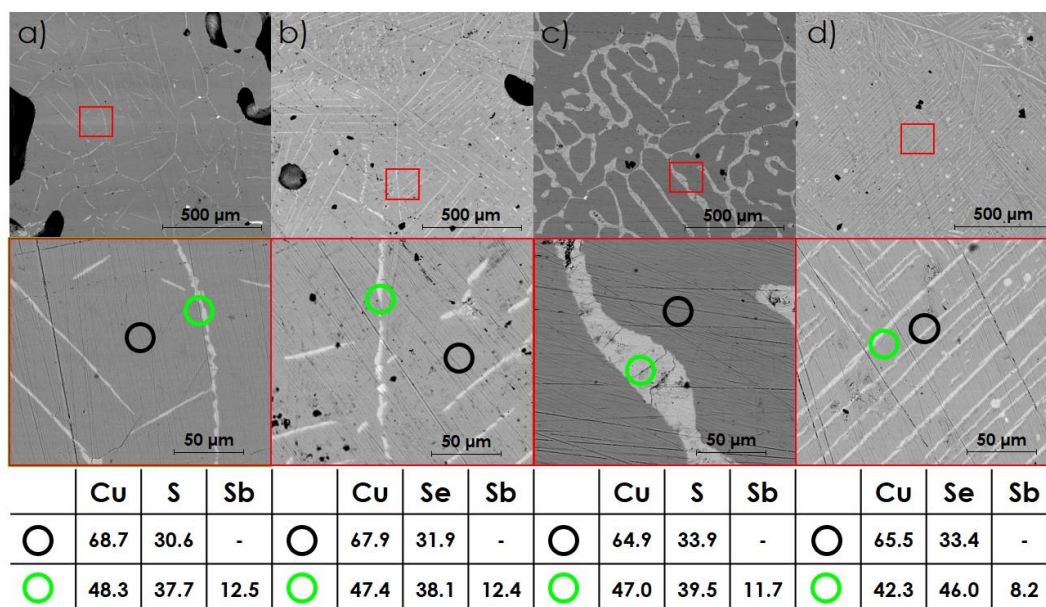 a) b) c) d)
500 µm 500 µm 500 µm 500 µm
50 µm 50 µm 50 µm 50 µm
Cu S Sb Cu Se Sb Cu S Sb Cu Se Sb
68.7 30.6 - 67.9 31.9 - 64.9 33.9 - 65.5 33.4 -
48.3 37.7 12.5 47.4 38.1 12.4 47.0 39.5 11.7 42.3 46.0 8.2